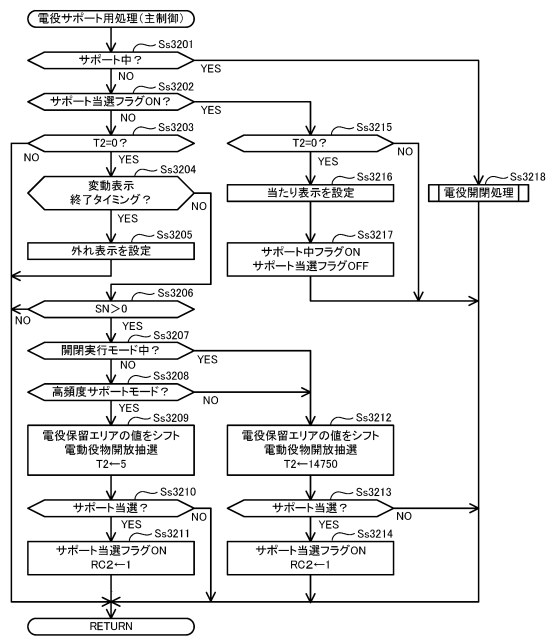 電役サポート用処理(主制御)
Ss3201
サポート中?
YES
NO
Ss3202
サポート当選フラグON?
YES
NO
Ss3203
T2=0?
NO
YES
Ss3215
T2=0?
NO
YES
Ss3204
変動表示
終了タイミング?
NO
YES
Ss3216
当たり表示を設定
Ss3218
電役開閉処理
Ss3205
外れ表示を設定
Ss3217
サポート中フラグON
サポート当選フラグOFF
Ss3206
SN>0
NO
YES
Ss3207
開閉実行モード中?
YES
NO
Ss3208
高頻度サポートモード?
NO
YES
Ss3209
電役保留エリアの値をシフト
電動役物開放抽選
T2←5
Ss3212
電役保留エリアの値をシフト
電動役物開放抽選
T2←14750
Ss3210
サポート当選?
NO
YES
Ss3213
サポート当選?
NO
YES
Ss3211
サポート当選フラグON
RC2←1
Ss3214
サポート当選フラグON
RC2←1
RETURN